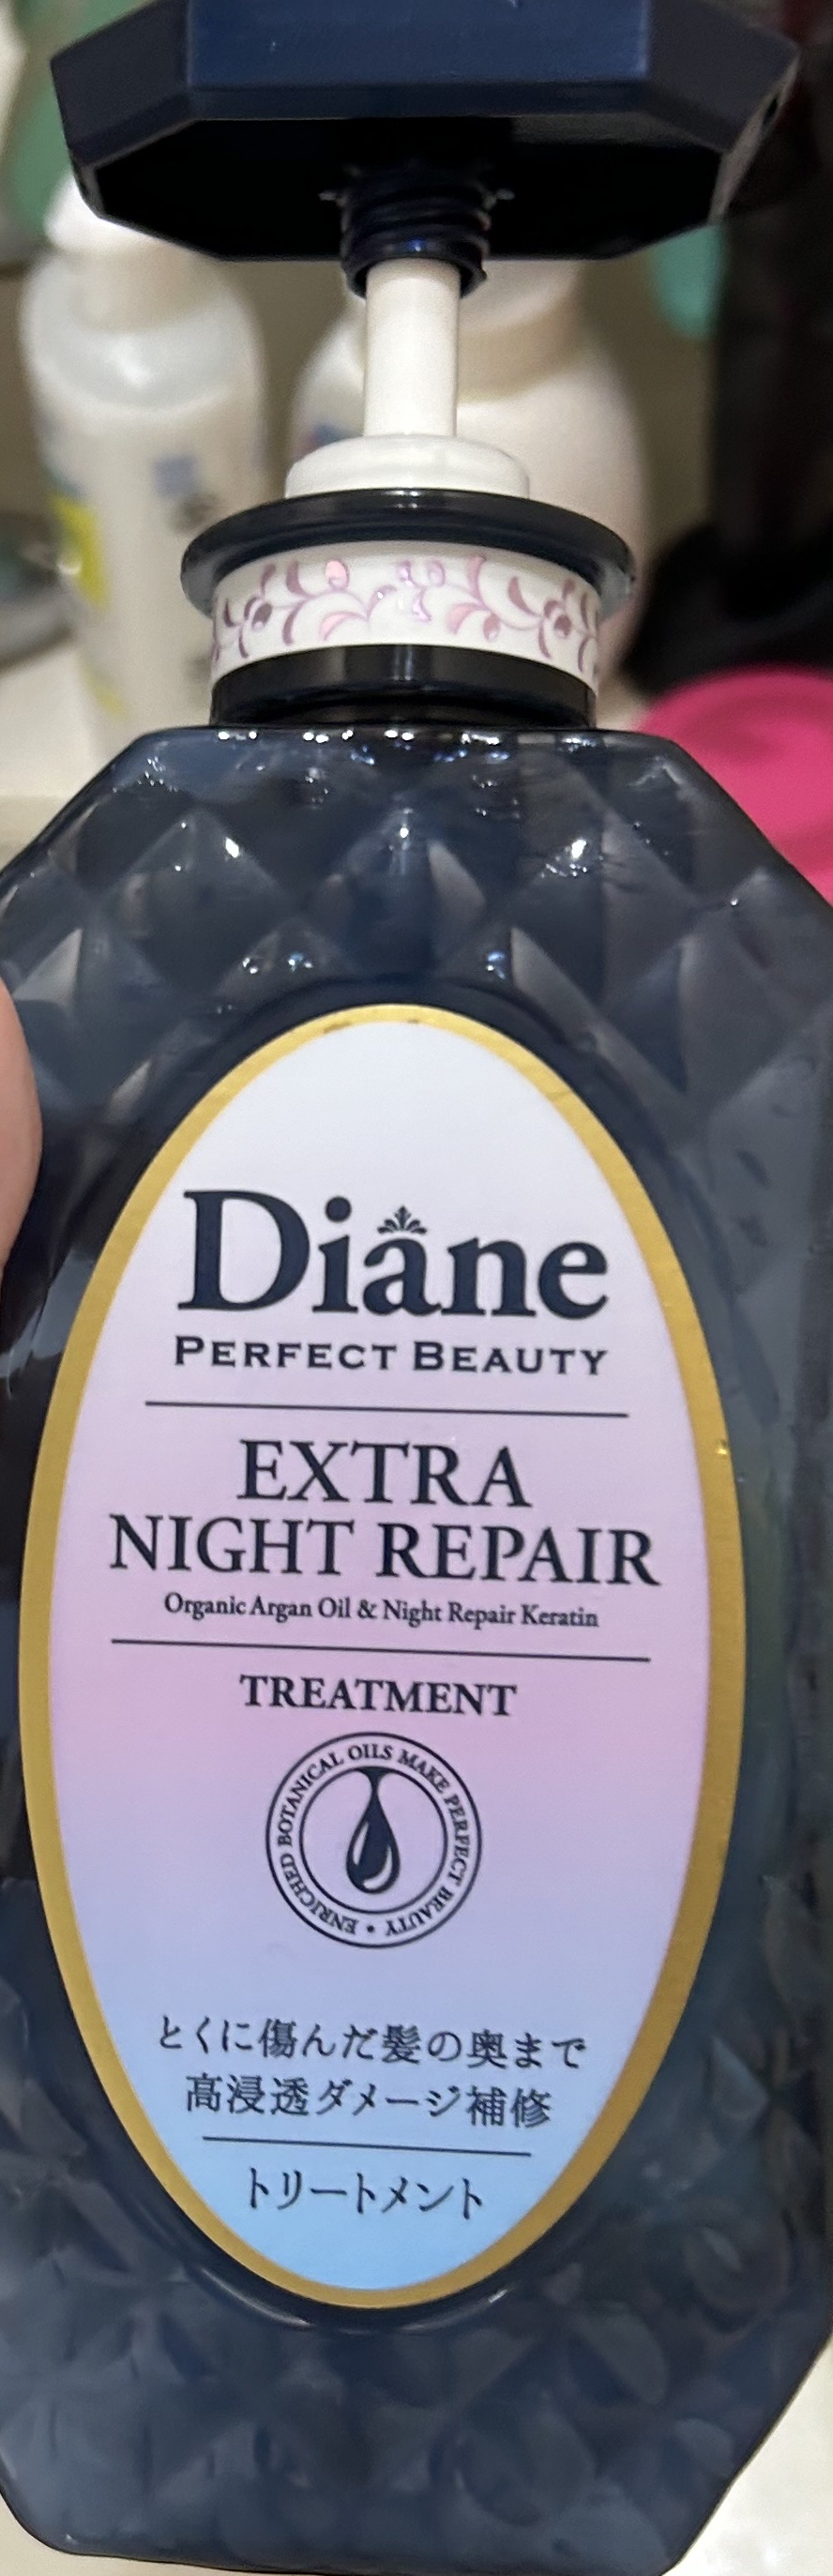 Diane
PERFECT BEAUTY
EXTRA
NIGHT REPAIR
Organic Argan Oil & Night Repair Keratin
TREATMENT
ENRICHED BOTANICAL OILS MAKE PERFECT BEAUTY •
とくに傷んだ髪の奥まで
高浸透ダメージ補修
トリートメント